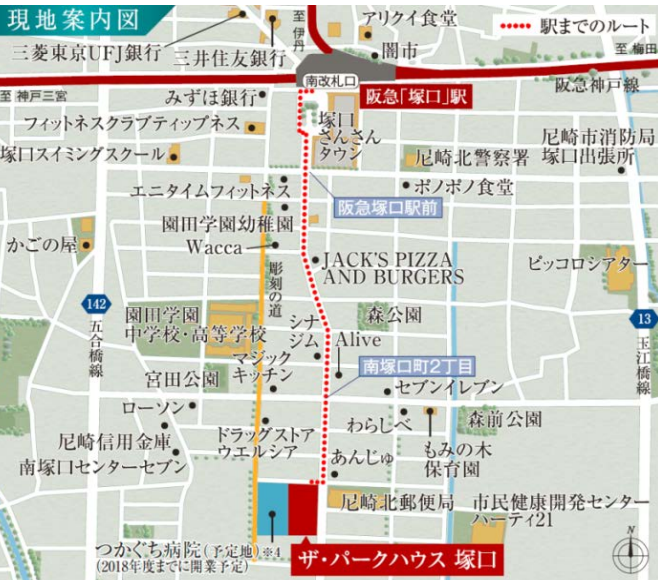 現地案内図
至伊丹
アリクイ食堂
駅までのルート
三菱東京UFJ銀行
三井住友銀行
闇市
至 梅田
南改札口
阪急神戸線
至 神戸三宮
みずほ銀行
阪急「塚口」駅
フィットネスクラブティップネス
塚口
さんさん
タウン
尼崎市消防局
塚口出張所
塚口スイミングスクール
尼崎北警察署
エニタイムフィットネス
ボノボノ食堂
阪急塚口駅前
園田学園幼稚園
かごの屋
Wacca
JACK'S PIZZA
AND BURGERS
ピッコロシアター
彫刻の道
142
五合橋線
園田学園
中学校・高等学校
シナ
ジム
森公園
13
玉江橋線
Alive
マジック
キッチン
南塚口町2丁目
宮田公園
セブンイレブン
ローソン
わらしべ
森前公園
尼崎信用金庫
ドラッグストア
ウエルシア
もみの木
保育園
南塚口センターセブン
あんじゅ
尼崎北郵便局
市民健康開発センター
ハーティ21
つかぐち病院(予定地)※4
(2018年度までに開業予定)
ザ・パークハウス 塚口
N